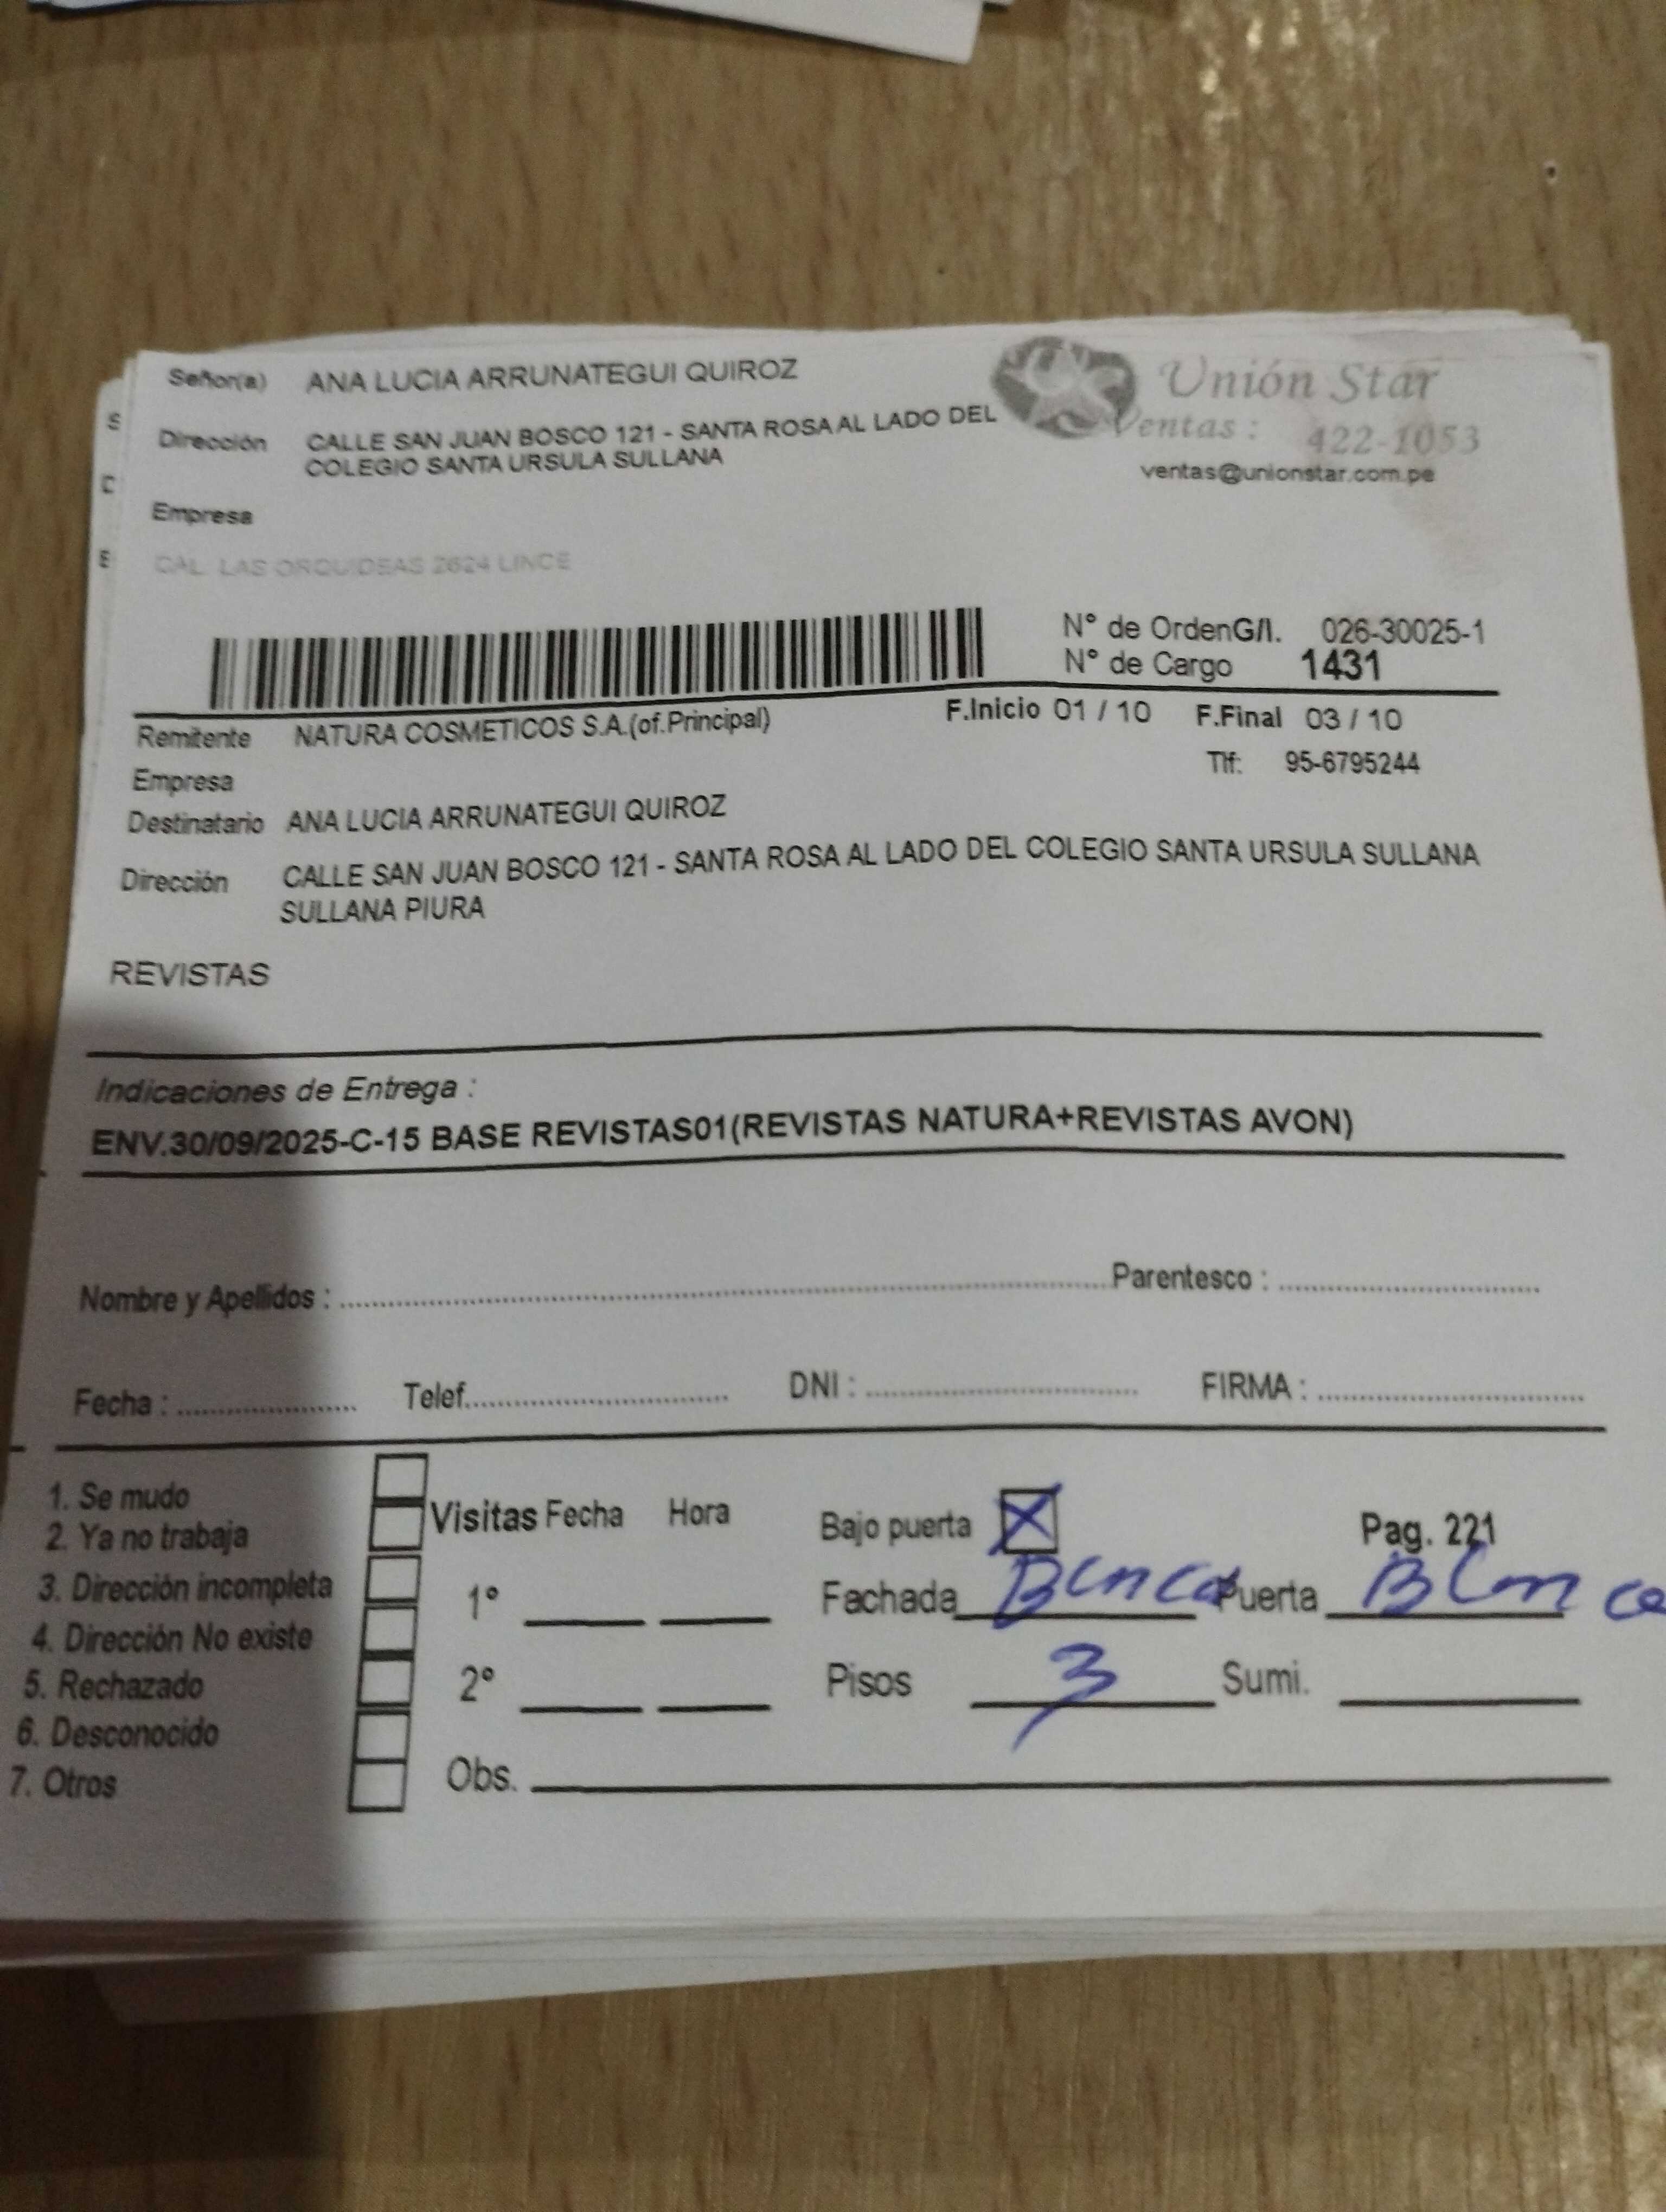 Señor(a) ANA LUCIA ARRUNATEGUI QUIROZ
Unión Star
Dirección CALLE SAN JUAN BOSCO 121 - SANTA ROSA AL LADO DEL
COLEGIO SANTA URSULA SULLANA
Ventas : 422-1053
ventas@unionstar.com.pe
Empresa
CAL. LAS ORQUIDEAS 2624 LINCE
N° de OrdenG/I. 026-30025-1
N° de Cargo 1431
Remitente NATURA COSMETICOS S.A.(of.Principal)
F.Inicio 01 / 10 F.Final 03 / 10
Empresa
Tlf: 95-6795244
Destinatario ANA LUCIA ARRUNATEGUI QUIROZ
Dirección CALLE SAN JUAN BOSCO 121 - SANTA ROSA AL LADO DEL COLEGIO SANTA URSULA SULLANA
SULLANA PIURA
REVISTAS
Indicaciones de Entrega :
ENV.30/09/2025-C-15 BASE REVISTAS01(REVISTAS NATURA+REVISTAS AVON)
Nombre y Apellidos : Parentesco :
Fecha : Telef. DNI : FIRMA :
1. Se mudo
2. Ya no trabaja
3. Dirección incompleta
4. Dirección No existe
5. Rechazado
6. Desconocido
7. Otros
Visitas Fecha Hora
1°
2°
Obs.
Bajo puerta X Pag. 221
Fachada Blnca Puerta Blanca
Pisos 3 Sumi.
S
D
E